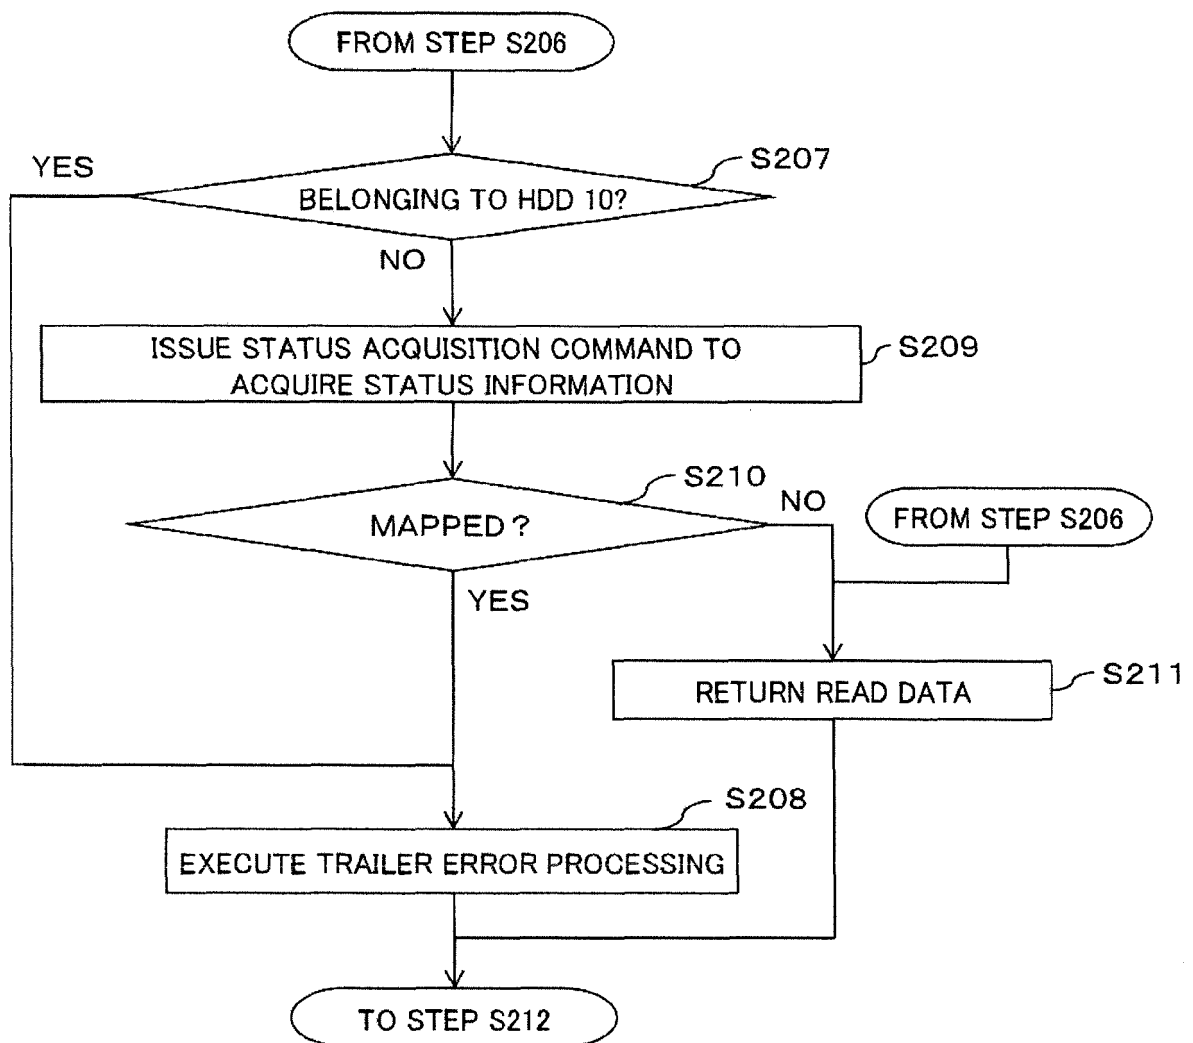 FROM STEP S206
YES
S207
BELONGING TO HDD 10?
NO
ISSUE STATUS ACQUISITION COMMAND TO
ACQUIRE STATUS INFORMATION
S209
S210
NO
MAPPED ?
FROM STEP S206
YES
RETURN READ DATA
S211
S208
EXECUTE TRAILER ERROR PROCESSING
TO STEP S212